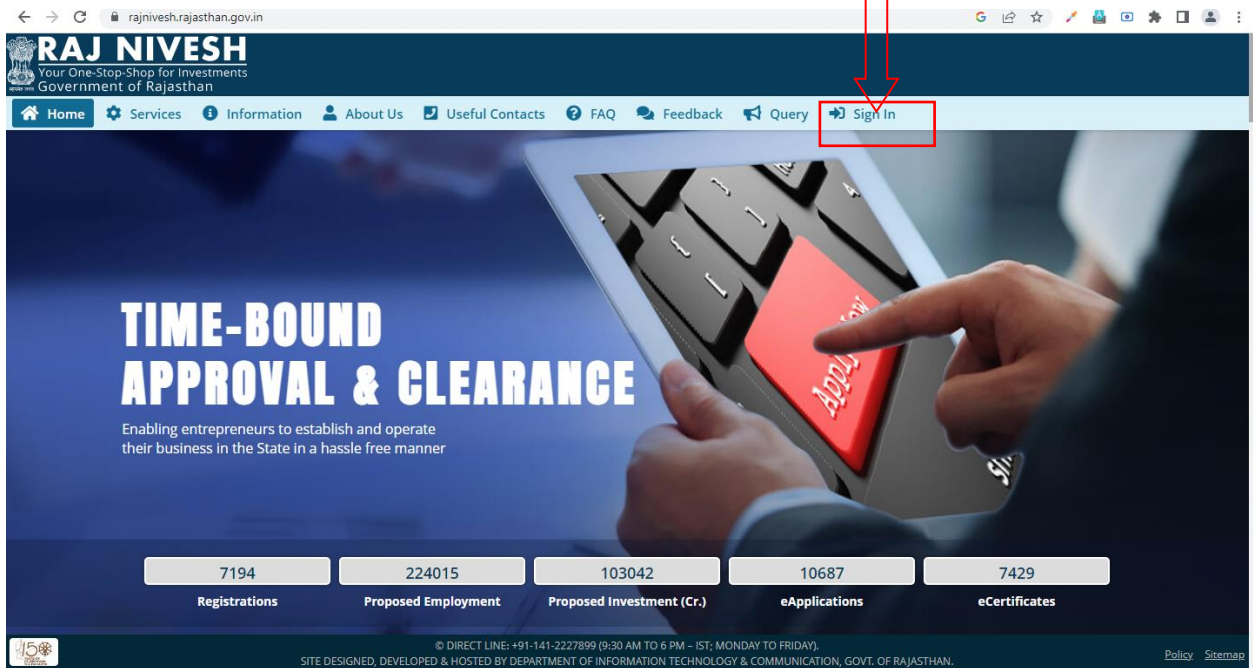 rajnivesh.rajasthan.gov.in
RAJ NIVESH
Your One-Stop-Shop for Investments
Government of Rajasthan
Home Services Information About Us Useful Contacts FAQ Feedback Query Sign In
TIME-BOUND
APPROVAL & CLEARANCE
Enabling entrepreneurs to establish and operate
their business in the State in a hassle free manner
Apply Now
7194 224015 103042 10687 7429
Registrations Proposed Employment Proposed Investment (Cr.) eApplications eCertificates
© DIRECT LINE: +91-141-2227899 (9:30 AM TO 6 PM – IST; MONDAY TO FRIDAY).
SITE DESIGNED, DEVELOPED & HOSTED BY DEPARTMENT OF INFORMATION TECHNOLOGY & COMMUNICATION, GOVT. OF RAJASTHAN.
Policy Sitemap